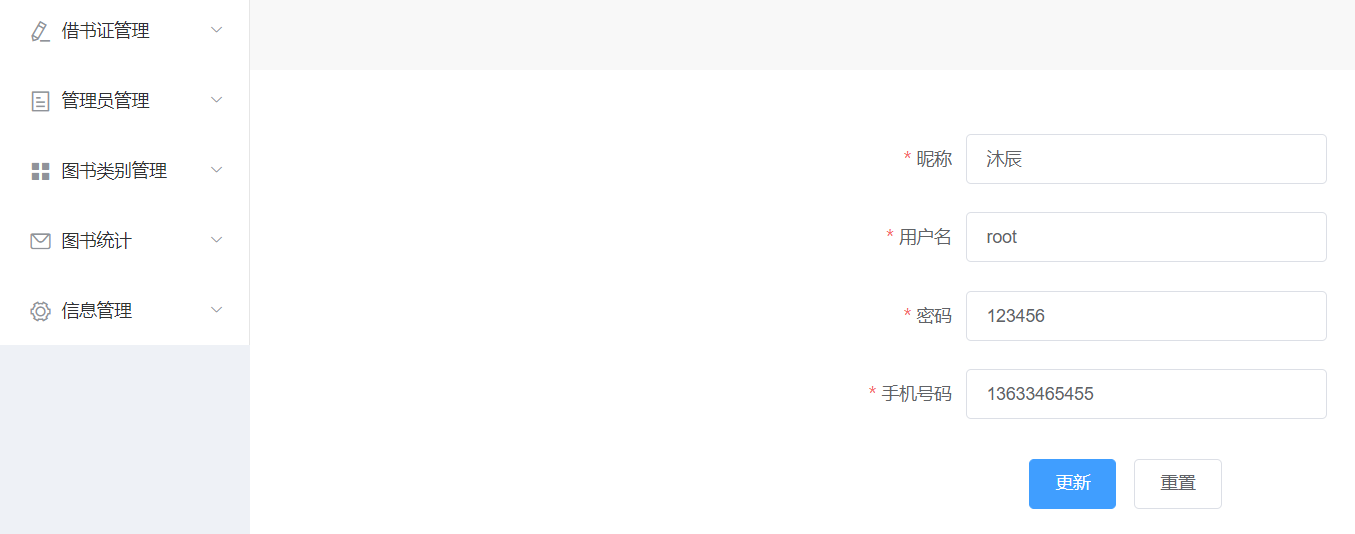 借书证管理
管理员管理
图书类别管理
图书统计
信息管理
* 昵称 沐辰
* 用户名 root
* 密码 123456
* 手机号码 13633465455
更新 重置